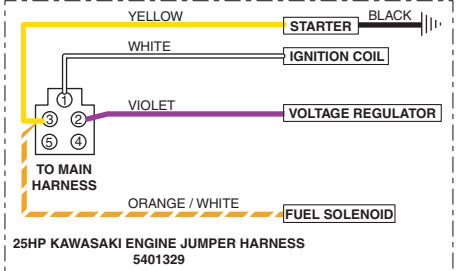 YELLOW
STARTER
BLACK
WHITE
IGNITION COIL
1
VIOLET
VOLTAGE REGULATOR
3 2
5 4
TO MAIN
HARNESS
ORANGE / WHITE
FUEL SOLENOID
25HP KAWASAKI ENGINE JUMPER HARNESS
5401329